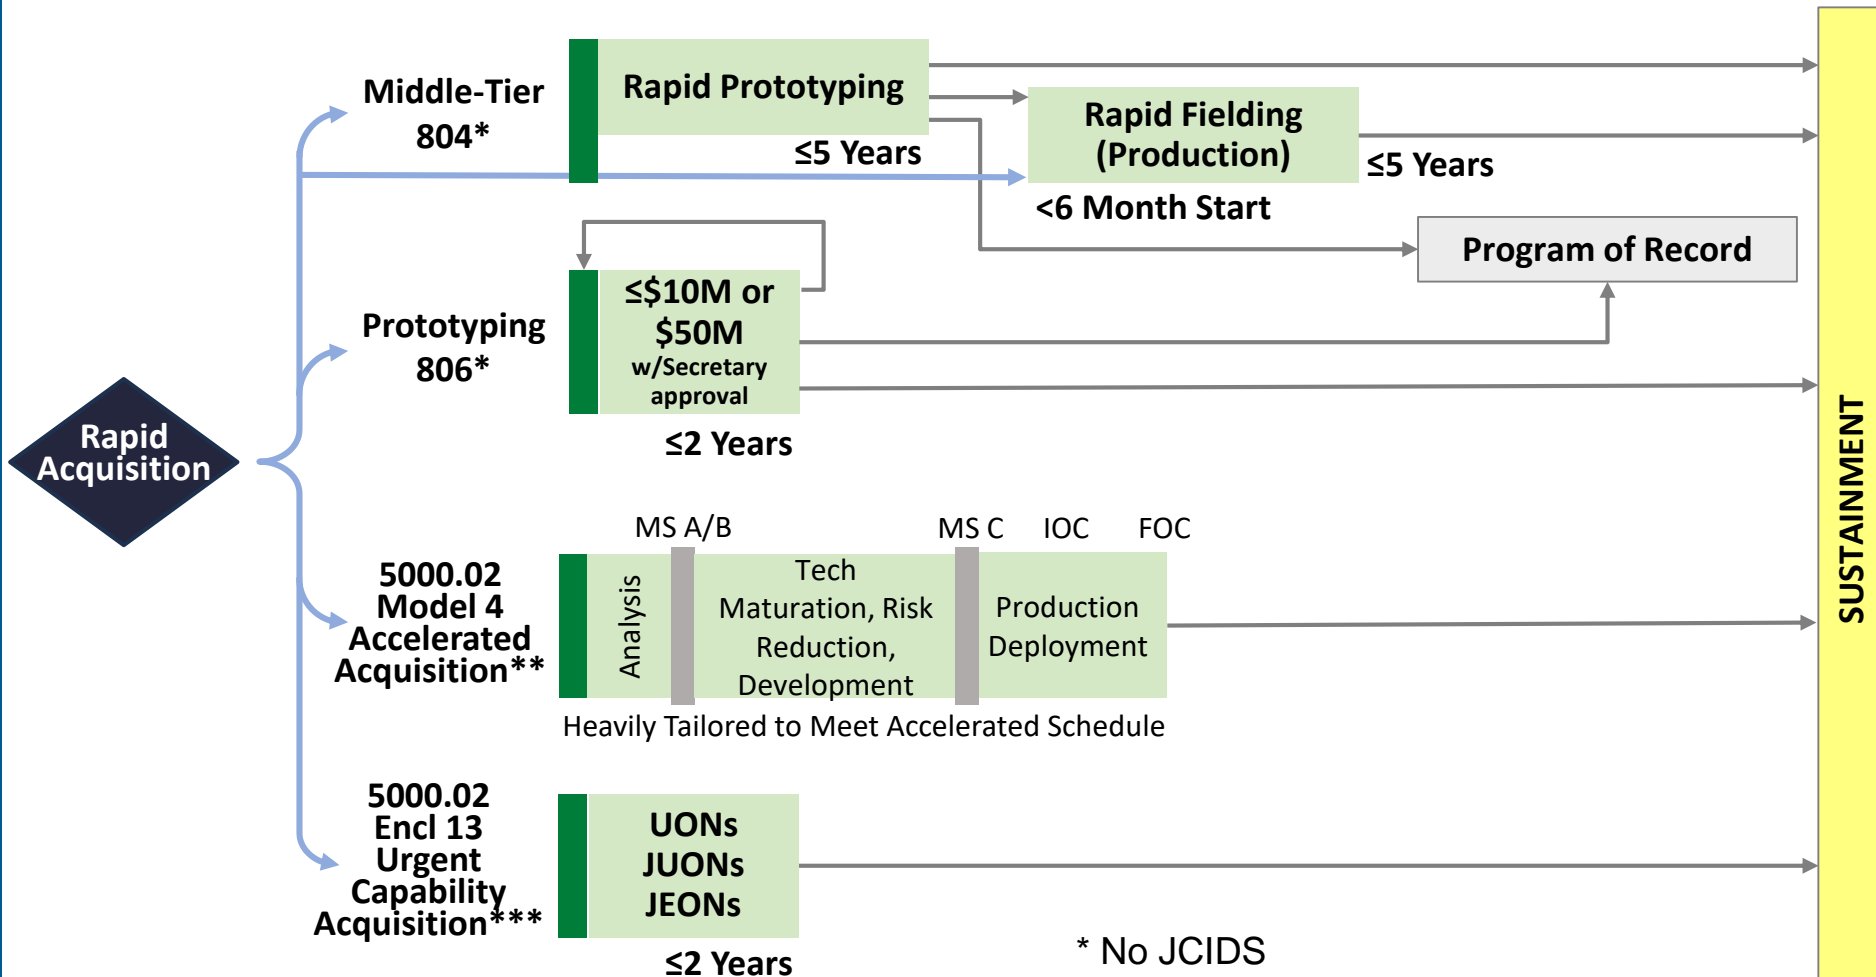 Middle-Tier
804*
Rapid Prototyping
≤5 Years
Rapid Fielding
(Production)
≤5 Years
<6 Month Start
Program of Record
Prototyping
806*
≤$10M or
$50M
w/Secretary
approval
≤2 Years
Rapid
Acquisition
SUSTAINMENT
5000.02
Model 4
Accelerated
Acquisition**
MS A/B
MS C
IOC
FOC
Analysis
Tech
Maturation, Risk
Reduction,
Development
Production
Deployment
Heavily Tailored to Meet Accelerated Schedule
5000.02
Encl 13
Urgent
Capability
Acquisition***
UONs
JUONs
JEONs
≤2 Years
* No JCIDS